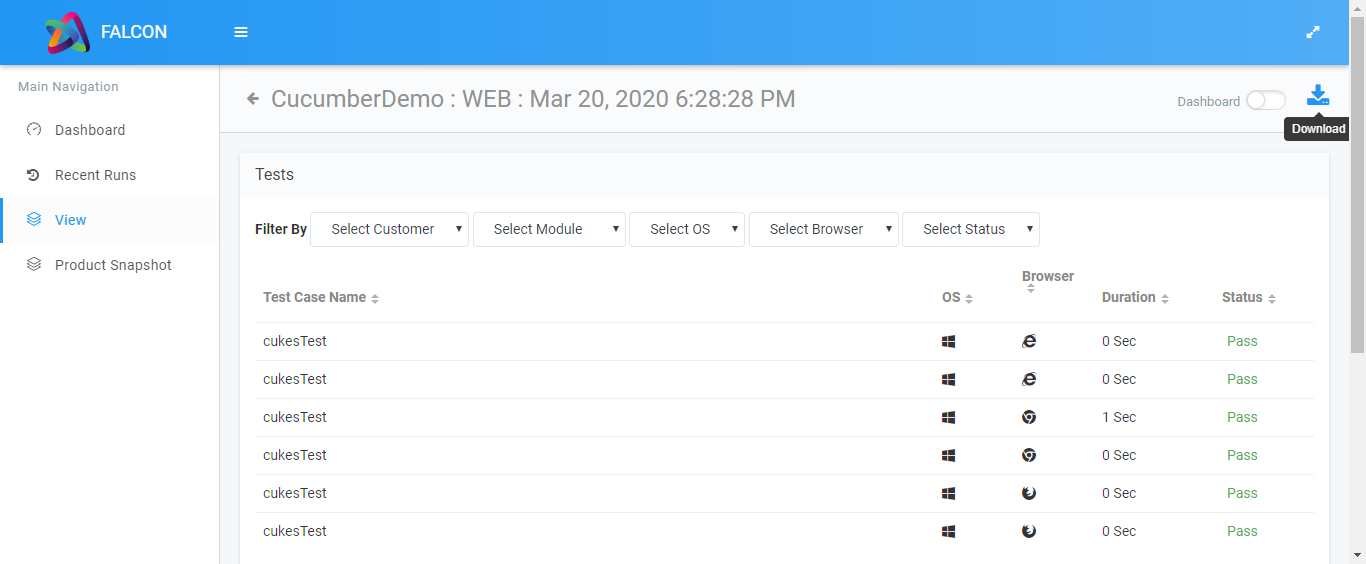 FALCON
Main Navigation
Dashboard
Recent Runs
View
Product Snapshot
CucumberDemo : WEB : Mar 20, 2020 6:28:28 PM
Dashboard
Download
Tests
Filter By Select Customer Select Module Select OS Select Browser Select Status
Test Case Name OS Browser Duration Status
cukesTest 0 Sec Pass
cukesTest 0 Sec Pass
cukesTest 1 Sec Pass
cukesTest 0 Sec Pass
cukesTest 0 Sec Pass
cukesTest 0 Sec Pass